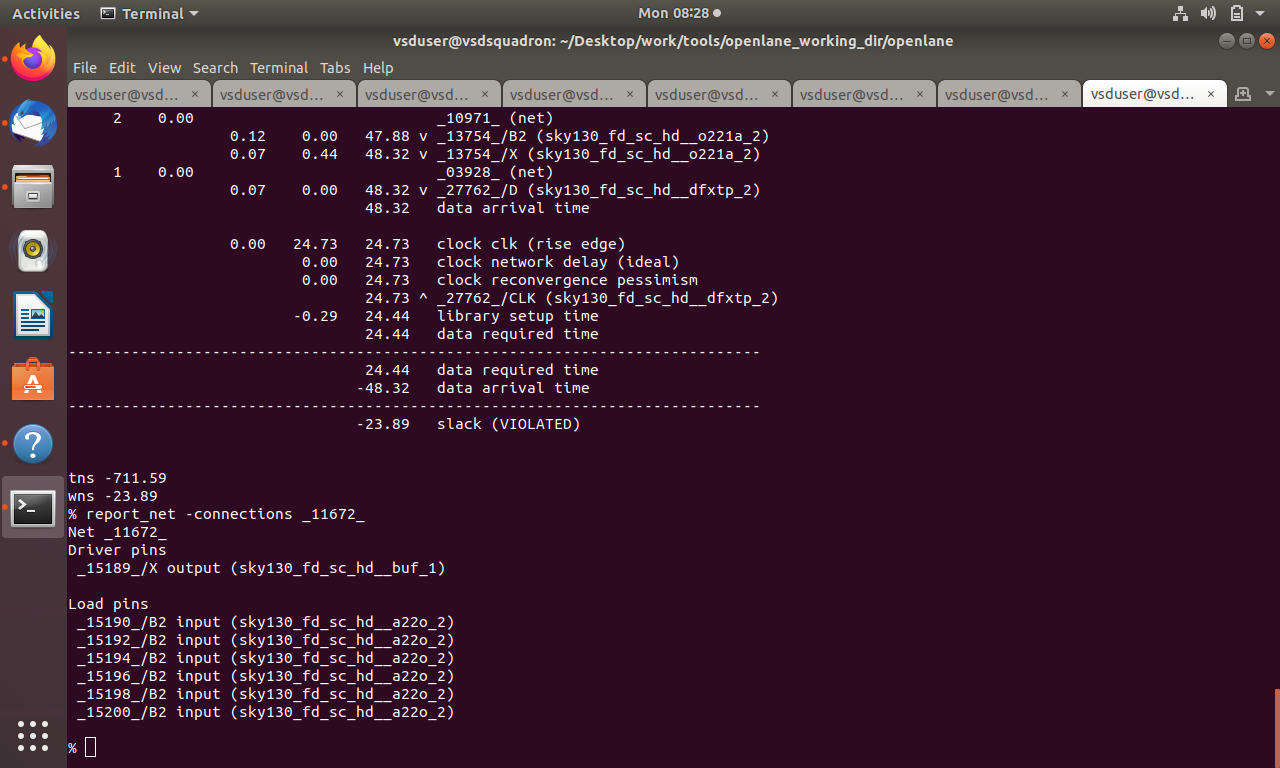 Activities Terminal Mon 08:28
vsduser@vsdsquadron: ~/Desktop/work/tools/openlane_working_dir/openlane
File Edit View Search Terminal Tabs Help
vsduser@vsd... × vsduser@vsd... × vsduser@vsd... × vsduser@vsd... × vsduser@vsd... × vsduser@vsd... × vsduser@vsd... × vsduser@vsd... ×
     2    0.00                           _10971_ (net)
                  0.12    0.00   47.88 v _13754_/B2 (sky130_fd_sc_hd__o221a_2)
                  0.07    0.44   48.32 v _13754_/X (sky130_fd_sc_hd__o221a_2)
     1    0.00                           _03928_ (net)
                  0.07    0.00   48.32 v _27762_/D (sky130_fd_sc_hd__dfxtp_2)
                                 48.32   data arrival time
                  0.00   24.73   24.73   clock clk (rise edge)
                          0.00   24.73   clock network delay (ideal)
                          0.00   24.73   clock reconvergence pessimism
                                 24.73 ^ _27762_/CLK (sky130_fd_sc_hd__dfxtp_2)
                         -0.29   24.44   library setup time
                                 24.44   data required time
-----------------------------------------------------------------------------
                                 24.44   data required time
                                -48.32   data arrival time
-----------------------------------------------------------------------------
                                -23.89   slack (VIOLATED)
tns -711.59
wns -23.89
% report_net -connections _11672_
Net _11672_
Driver pins
 _15189_/X output (sky130_fd_sc_hd__buf_1)
Load pins
 _15190_/B2 input (sky130_fd_sc_hd__a22o_2)
 _15192_/B2 input (sky130_fd_sc_hd__a22o_2)
 _15194_/B2 input (sky130_fd_sc_hd__a22o_2)
 _15196_/B2 input (sky130_fd_sc_hd__a22o_2)
 _15198_/B2 input (sky130_fd_sc_hd__a22o_2)
 _15200_/B2 input (sky130_fd_sc_hd__a22o_2)
%